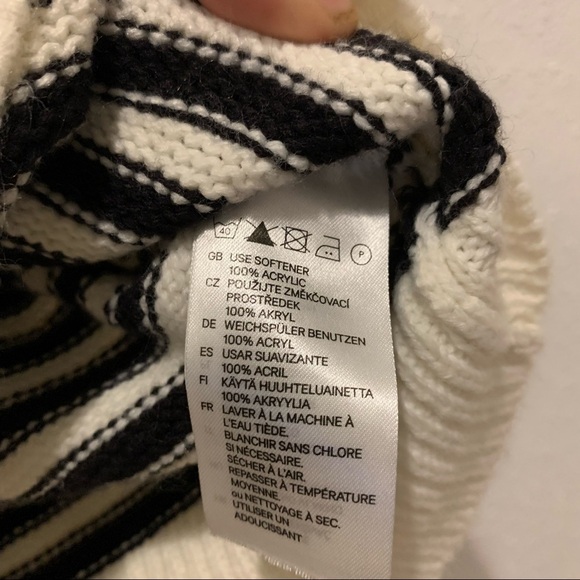 40 P
GB USE SOFTENER
100% ACRYLIC
CZ POUŽIJTE ZMĚKČOVACÍ
PROSTŘEDEK
100% AKRYL
DE WEICHSPÜLER BENUTZEN
100% ACRYL
ES USAR SUAVIZANTE
100% ACRIL
FI KÄYTÄ HUUHTELUAINETTA
100% AKRYYLIA
FR LAVER À LA MACHINE À
L'EAU TIÈDE.
BLANCHIR SANS CHLORE
SI NÉCESSAIRE.
SÉCHER À L'AIR.
REPASSER À TEMPÉRATURE
MOYENNE.
ou NETTOYAGE À SEC.
UTILISER UN
ADOUCISSANT